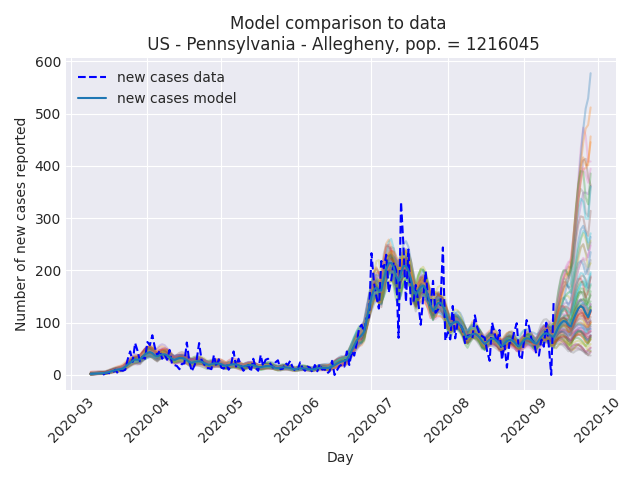 Model comparison to data
US - Pennsylvania - Allegheny, pop. = 1216045
new cases data
new cases model
Number of new cases reported
600
500
400
300
200
100
0
2020-03
2020-04
2020-05
2020-06
2020-07
2020-08
2020-09
2020-10
Day